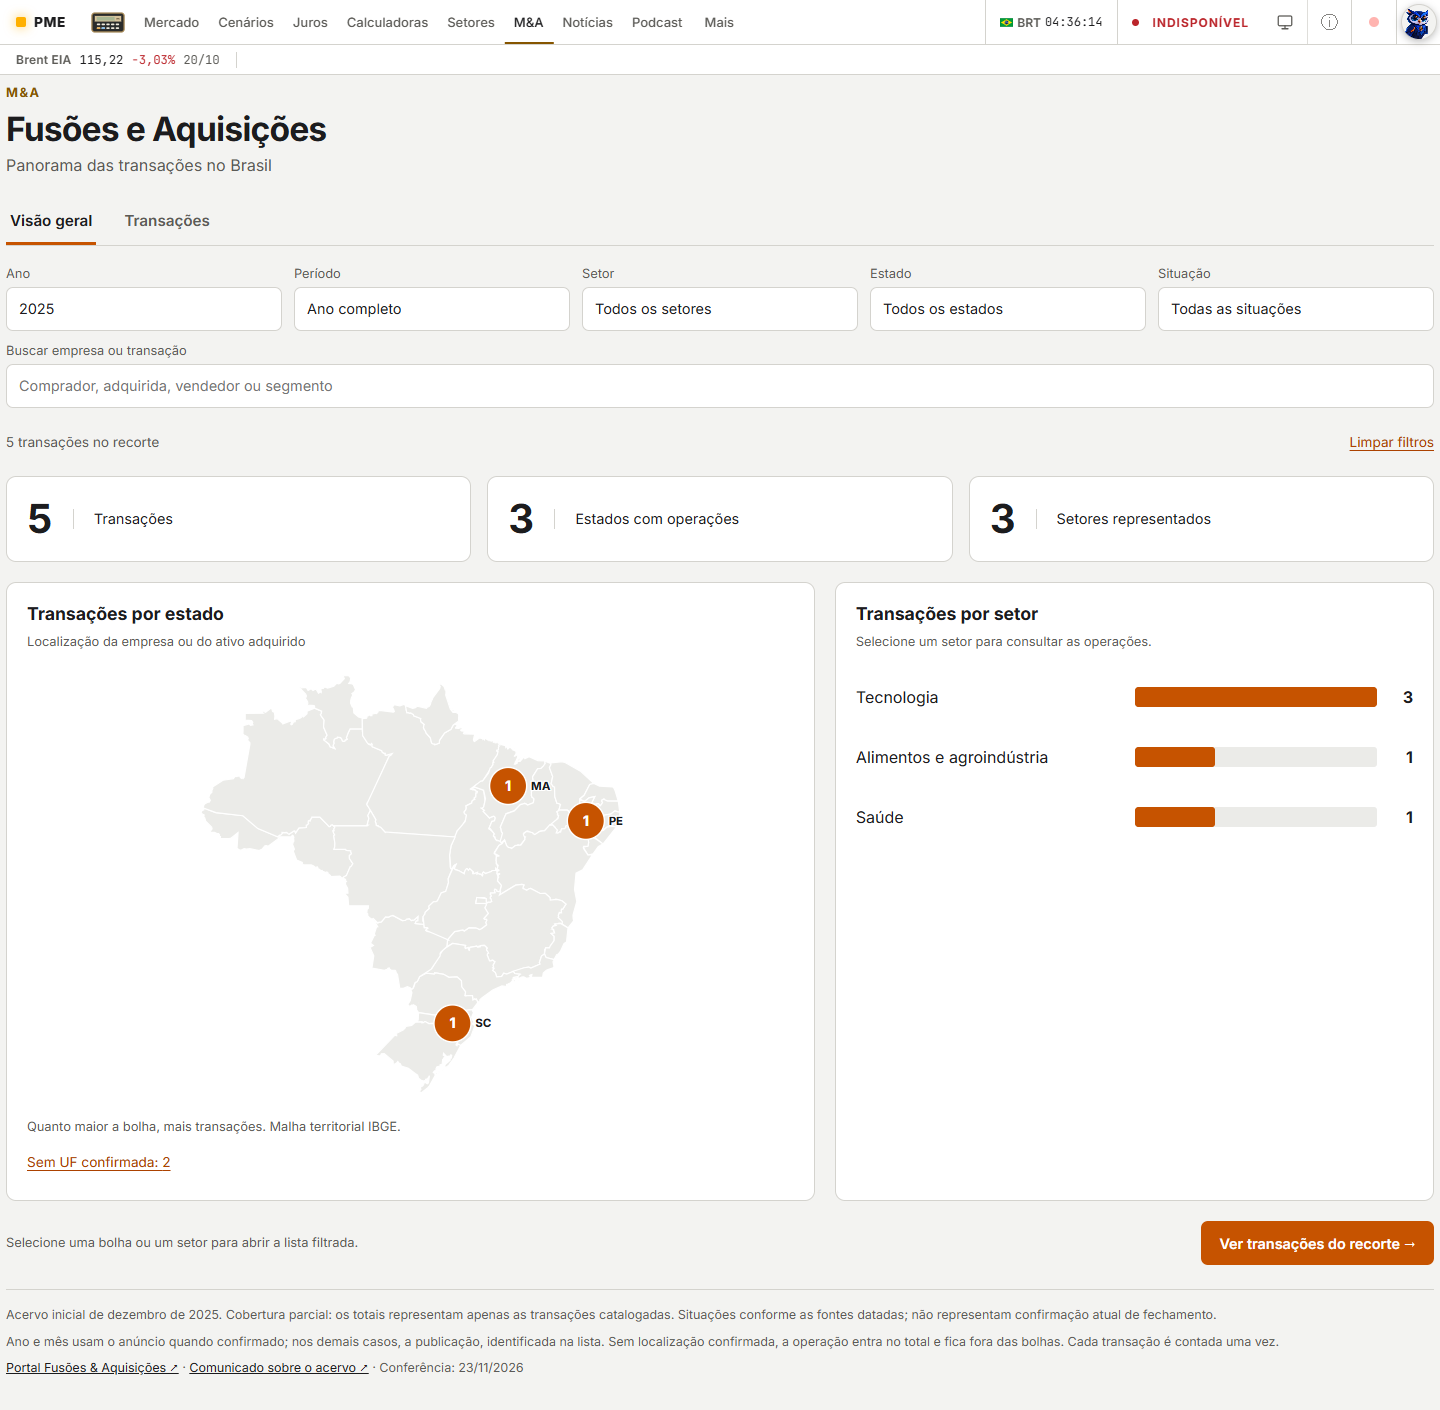 PME Mercado Cenários Juros Calculadoras Setores M&A Notícias Podcast Mais BRT 04:36:14 INDISPONÍVEL
Brent EIA 115,22 -3,03% 20/10
M&A
Fusões e Aquisições
Panorama das transações no Brasil
Visão geral Transações
Ano Período Setor Estado Situação
2025 Ano completo Todos os setores Todos os estados Todas as situações
Buscar empresa ou transação
Comprador, adquirida, vendedor ou segmento
5 transações no recorte Limpar filtros
5 Transações 3 Estados com operações 3 Setores representados
Transações por estado
Localização da empresa ou do ativo adquirido
1 MA
1 PE
1 SC
Quanto maior a bolha, mais transações. Malha territorial IBGE.
Sem UF confirmada: 2
Transações por setor
Selecione um setor para consultar as operações.
Tecnologia 3
Alimentos e agroindústria 1
Saúde 1
Selecione uma bolha ou um setor para abrir a lista filtrada. Ver transações do recorte →
Acervo inicial de dezembro de 2025. Cobertura parcial: os totais representam apenas as transações catalogadas. Situações conforme as fontes datadas; não representam confirmação atual de fechamento.
Ano e mês usam o anúncio quando confirmado; nos demais casos, a publicação, identificada na lista. Sem localização confirmada, a operação entra no total e fica fora das bolhas. Cada transação é contada uma vez.
Portal Fusões & Aquisições ↗ · Comunicado sobre o acervo ↗ · Conferência: 23/11/2026